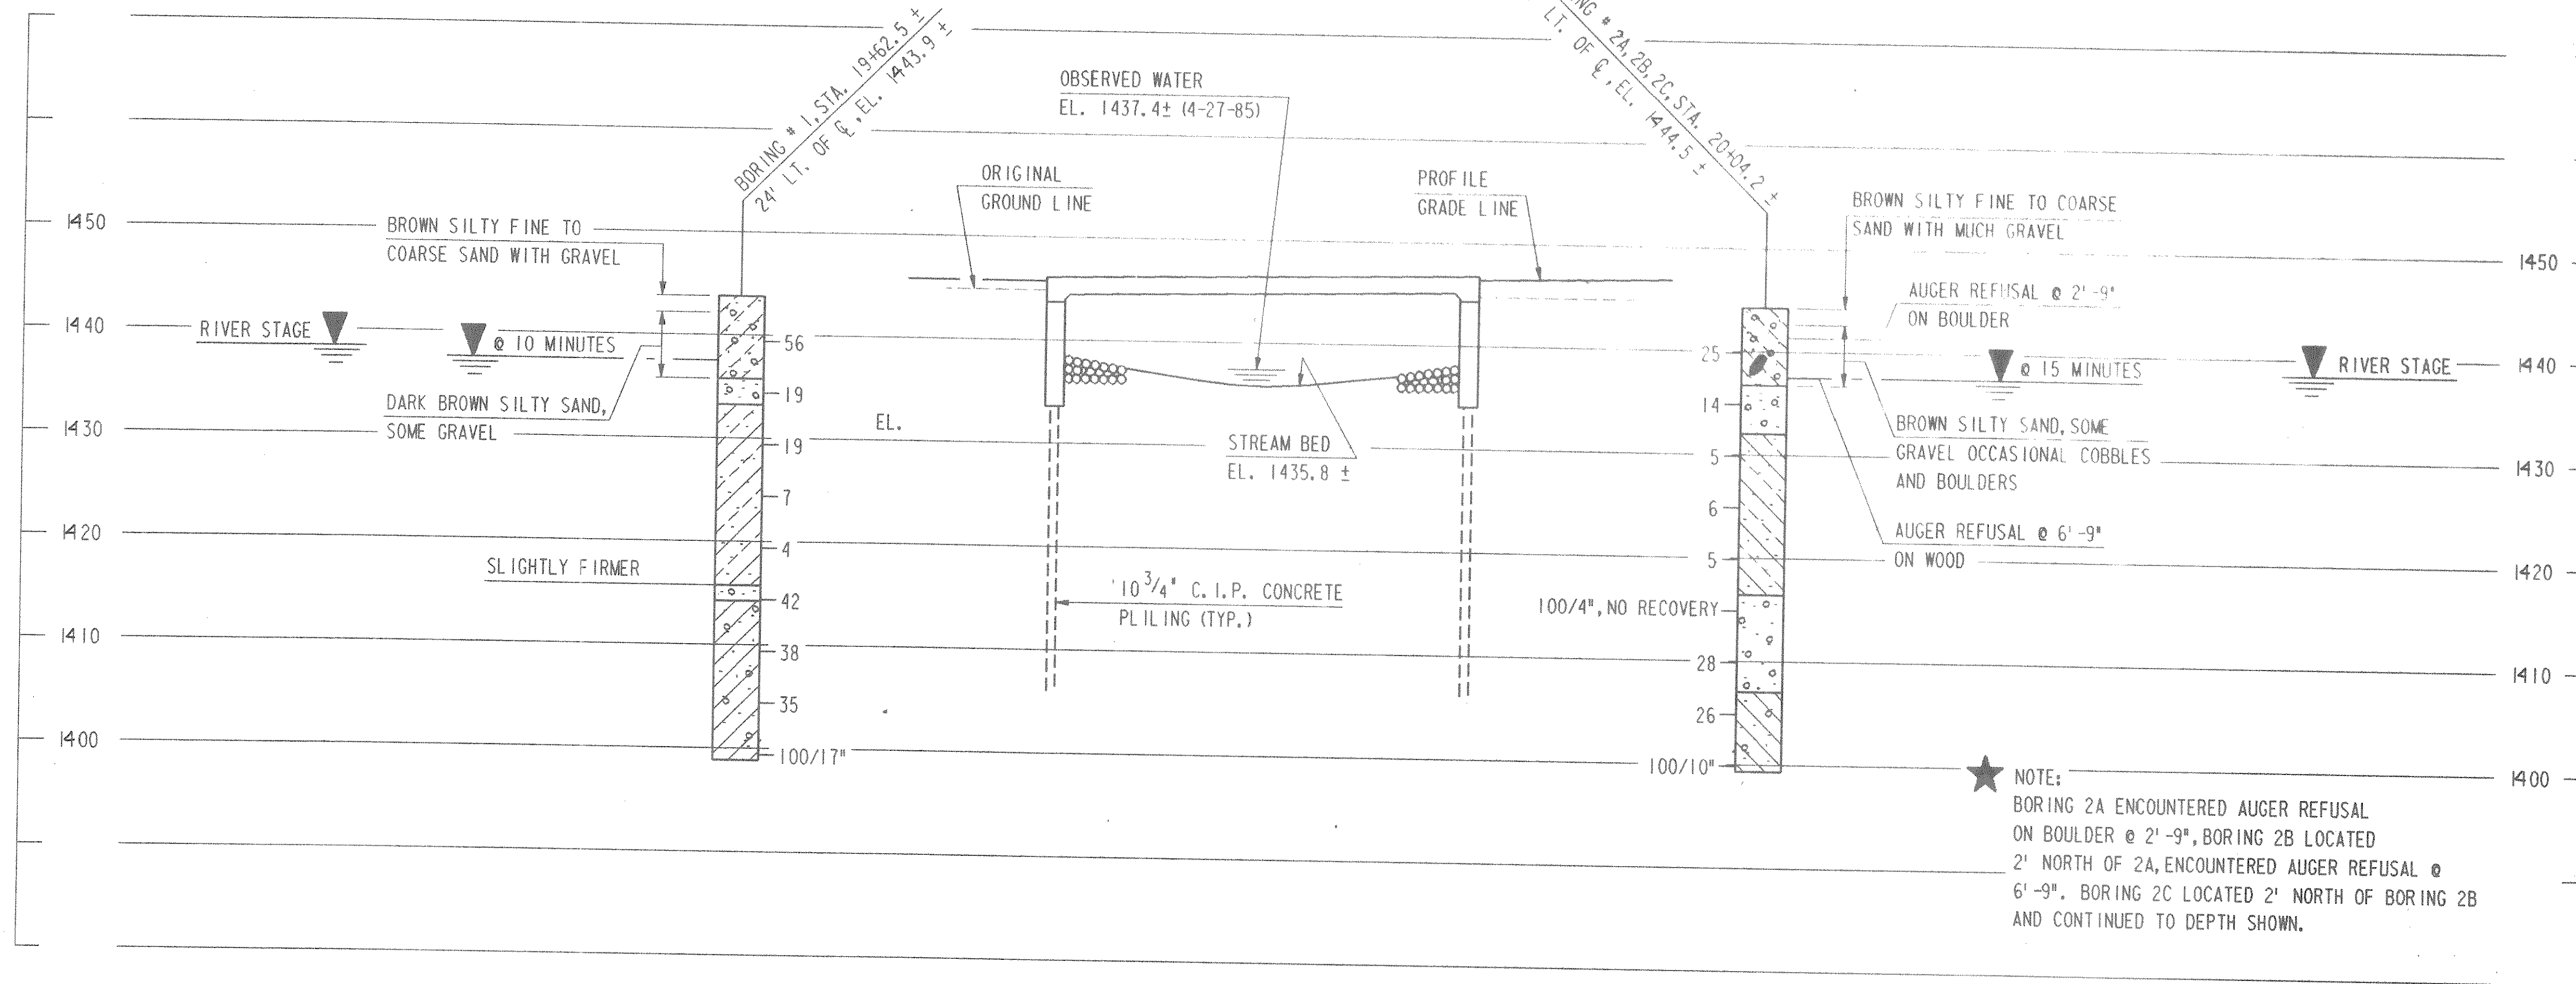 BORING # 1, STA. 19+62.5 ±
24' LT. OF ℄, EL. 1443.9 ±
# 2A, 2B, 2C, STA. 20+04.2 ±
LT. OF ℄, EL. 1444.5 ±
OBSERVED WATER
EL. 1437.4± (4-27-85)
ORIGINAL
GROUND LINE
PROFILE
GRADE LINE
1450
1440
1430
1420
1410
1400
BROWN SILTY FINE TO
COARSE SAND WITH GRAVEL
RIVER STAGE
@ 10 MINUTES
DARK BROWN SILTY SAND,
SOME GRAVEL
SLIGHTLY FIRMER
56
19
19
7
4
42
38
35
100/17"
EL.
STREAM BED
EL. 1435.8 ±
10 3/4" C.I.P. CONCRETE
PLILING (TYP.)
25
14
5
6
5
100/4", NO RECOVERY
28
26
100/10"
BROWN SILTY FINE TO COARSE
SAND WITH MUCH GRAVEL
AUGER REFUSAL @ 2'-9"
ON BOULDER
@ 15 MINUTES
RIVER STAGE
BROWN SILTY SAND, SOME
GRAVEL OCCASIONAL COBBLES
AND BOULDERS
AUGER REFUSAL @ 6'-9"
ON WOOD
1450
1440
1430
1420
1410
1400
NOTE:
BORING 2A ENCOUNTERED AUGER REFUSAL
ON BOULDER @ 2'-9", BORING 2B LOCATED
2' NORTH OF 2A, ENCOUNTERED AUGER REFUSAL @
6'-9". BORING 2C LOCATED 2' NORTH OF BORING 2B
AND CONTINUED TO DEPTH SHOWN.